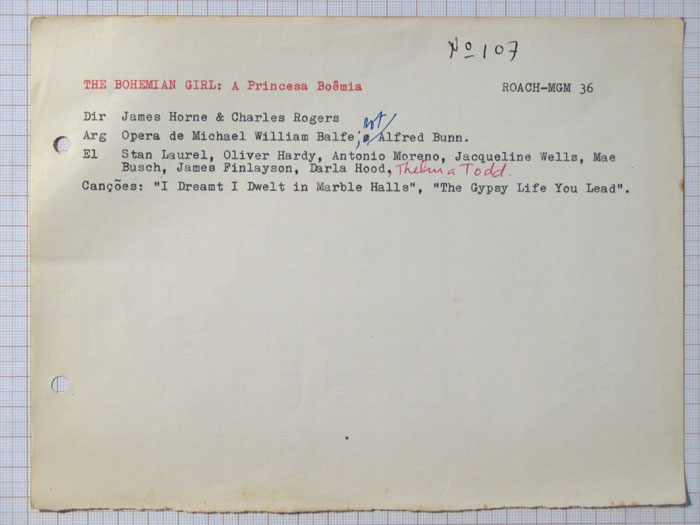 Nº 107
THE BOHEMIAN GIRL: A Princesa Boêmia ROACH-MGM 36
Dir James Horne & Charles Rogers
Arg Opera de Michael William Balfe; Alfred Bunn.
El Stan Laurel, Oliver Hardy, Antonio Moreno, Jacqueline Wells, Mae
Busch, James Finlayson, Darla Hood, Thelma Todd.
Canções: "I Dreamt I Dwelt in Marble Halls", "The Gypsy Life You Lead".